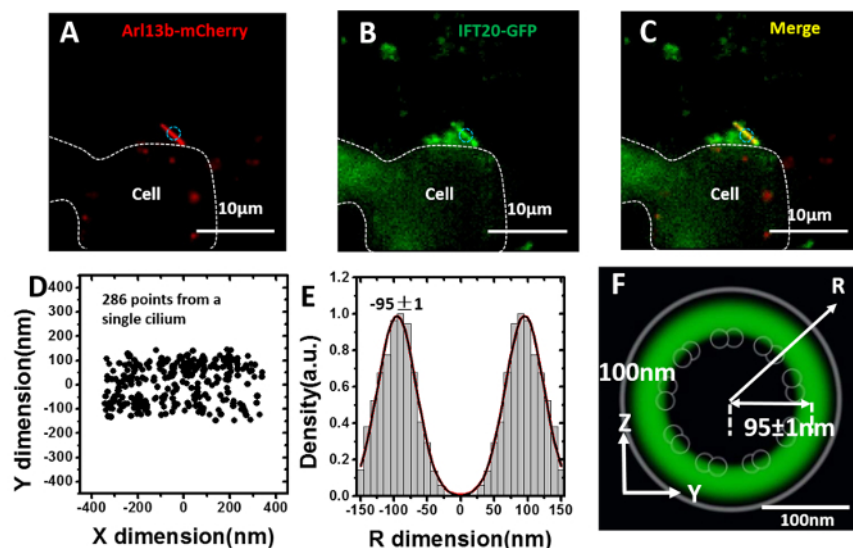 A
Arl13b-mCherry
Cell
10µm
B
IFT20-GFP
Cell
10µm
C
Merge
Cell
10µm
D
286 points from a
single cilium
Y dimension(nm)
400
300
200
100
0
-100
-200
-300
-400
-400
-200
0
200
400
X dimension(nm)
E
-95±1
Density(a.u.)
1.2
1.0
0.8
0.6
0.4
0.2
0.0
-150
-100
-50
0
50
100
150
R dimension(nm)
F
R
100nm
95±1nm
Z
Y
100nm